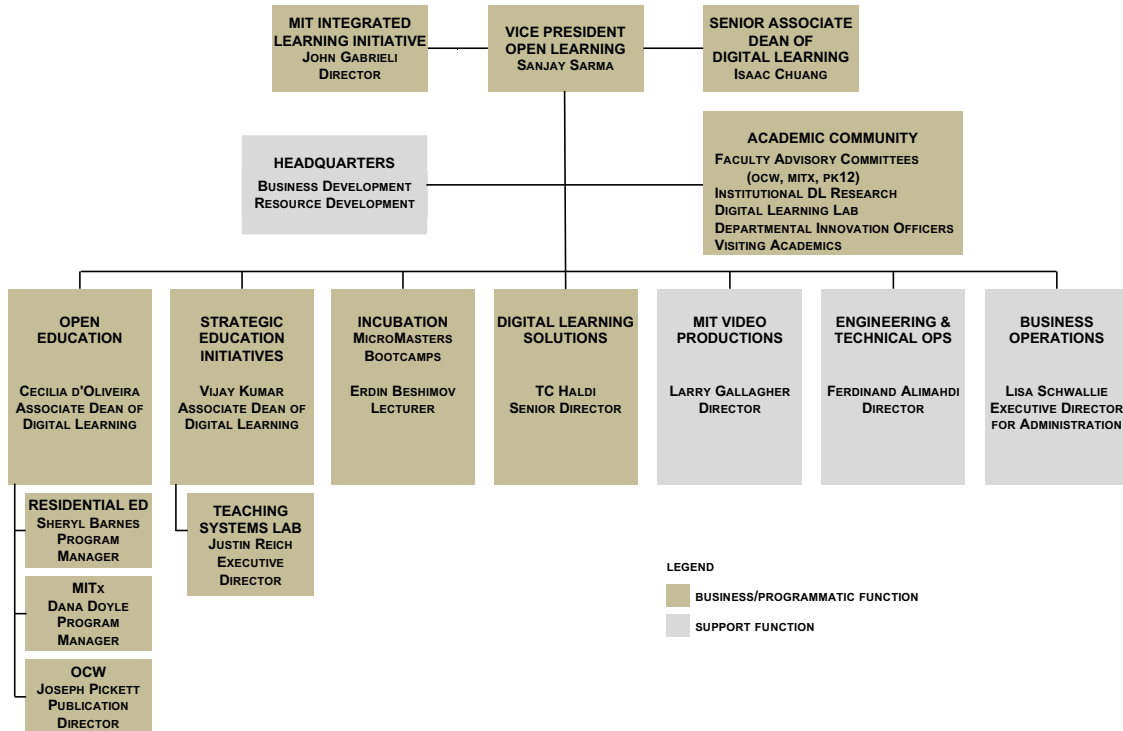 MIT INTEGRATED
LEARNING INITIATIVE
JOHN GABRIELI
DIRECTOR
VICE PRESIDENT
OPEN LEARNING
SANJAY SARMA
SENIOR ASSOCIATE
DEAN OF
DIGITAL LEARNING
ISAAC CHUANG
HEADQUARTERS
BUSINESS DEVELOPMENT
RESOURCE DEVELOPMENT
ACADEMIC COMMUNITY
FACULTY ADVISORY COMMITTEES
(OCW, MITX, PK12)
INSTITUTIONAL DL RESEARCH
DIGITAL LEARNING LAB
DEPARTMENTAL INNOVATION OFFICERS
VISITING ACADEMICS
OPEN
EDUCATION
CECILIA D'OLIVEIRA
ASSOCIATE DEAN OF
DIGITAL LEARNING
STRATEGIC
EDUCATION
INITIATIVES
VIJAY KUMAR
ASSOCIATE DEAN OF
DIGITAL LEARNING
INCUBATION
MICROMASTERS
BOOTCAMPS
ERDIN BESHIMOV
LECTURER
DIGITAL LEARNING
SOLUTIONS
TC HALDI
SENIOR DIRECTOR
MIT VIDEO
PRODUCTIONS
LARRY GALLAGHER
DIRECTOR
ENGINEERING &
TECHNICAL OPS
FERDINAND ALIMAHDI
DIRECTOR
BUSINESS
OPERATIONS
LISA SCHWALLIE
EXECUTIVE DIRECTOR
FOR ADMINISTRATION
RESIDENTIAL ED
SHERYL BARNES
PROGRAM
MANAGER
MITx
DANA DOYLE
PROGRAM
MANAGER
OCW
JOSEPH PICKETT
PUBLICATION
DIRECTOR
TEACHING
SYSTEMS LAB
JUSTIN REICH
EXECUTIVE
DIRECTOR
LEGEND
BUSINESS/PROGRAMMATIC FUNCTION
SUPPORT FUNCTION